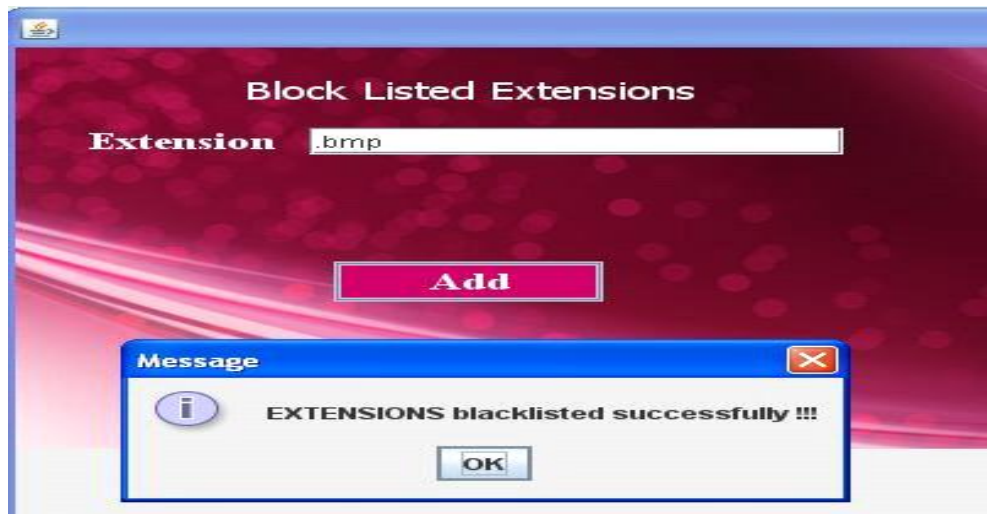 Block Listed Extensions
Extension .bmp
Add
Message
i
EXTENSIONS blacklisted successfully !!!
OK